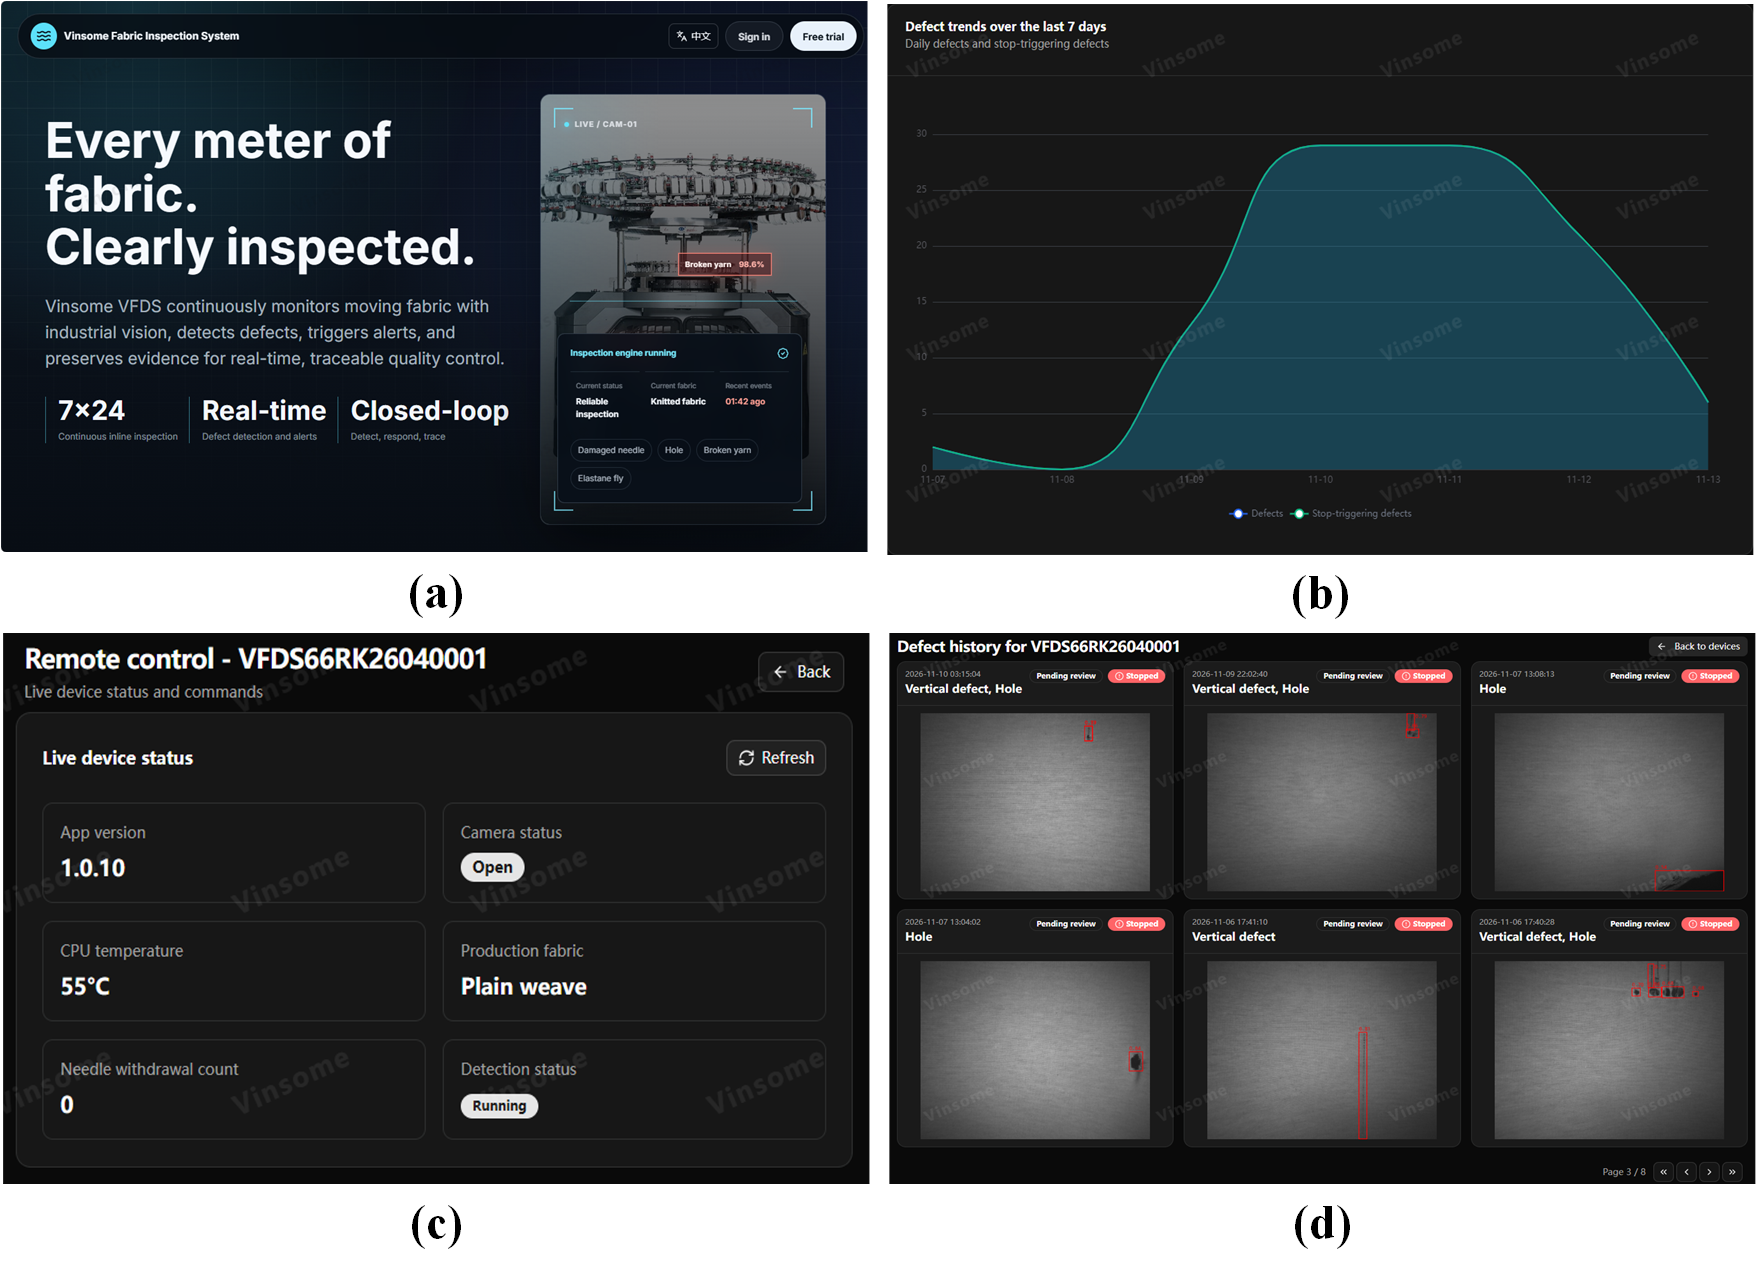 Vinsome Fabric Inspection System
中文
Sign in
Free trial
Every meter of
fabric.
Clearly inspected.
Vinsome VFDS continuously monitors moving fabric with
industrial vision, detects defects, triggers alerts, and
preserves evidence for real-time, traceable quality control.
7×24
Continuous inline inspection
Real-time
Defect detection and alerts
Closed-loop
Detect, respond, trace
LIVE / CAM-01
Broken yarn 98.6%
Inspection engine running
Current status
Reliable
inspection
Current fabric
Knitted fabric
Recent events
01:42 ago
Damaged needle
Hole
Broken yarn
Elastane fly
(a)
Defect trends over the last 7 days
Daily defects and stop-triggering defects
30
25
20
15
10
5
0
11-07
11-08
11-09
11-10
11-11
11-12
11-13
Defects
Stop-triggering defects
Vinsome
(b)
Remote control - VFDS66RK26040001
Live device status and commands
Back
Live device status
Refresh
App version
1.0.10
Camera status
Open
CPU temperature
55°C
Production fabric
Plain weave
Needle withdrawal count
0
Detection status
Running
Vinsome
(c)
Defect history for VFDS66RK26040001
Back to devices
2026-11-10 03:15:04
Pending review
Stopped
Vertical defect, Hole
2026-11-09 22:02:40
Pending review
Stopped
Vertical defect, Hole
2026-11-07 13:08:13
Pending review
Stopped
Hole
2026-11-07 13:04:02
Pending review
Stopped
Hole
2026-11-06 17:41:10
Pending review
Stopped
Vertical defect
2026-11-06 17:40:28
Pending review
Stopped
Vertical defect, Hole
Vinsome
Page 3 / 8
(d)